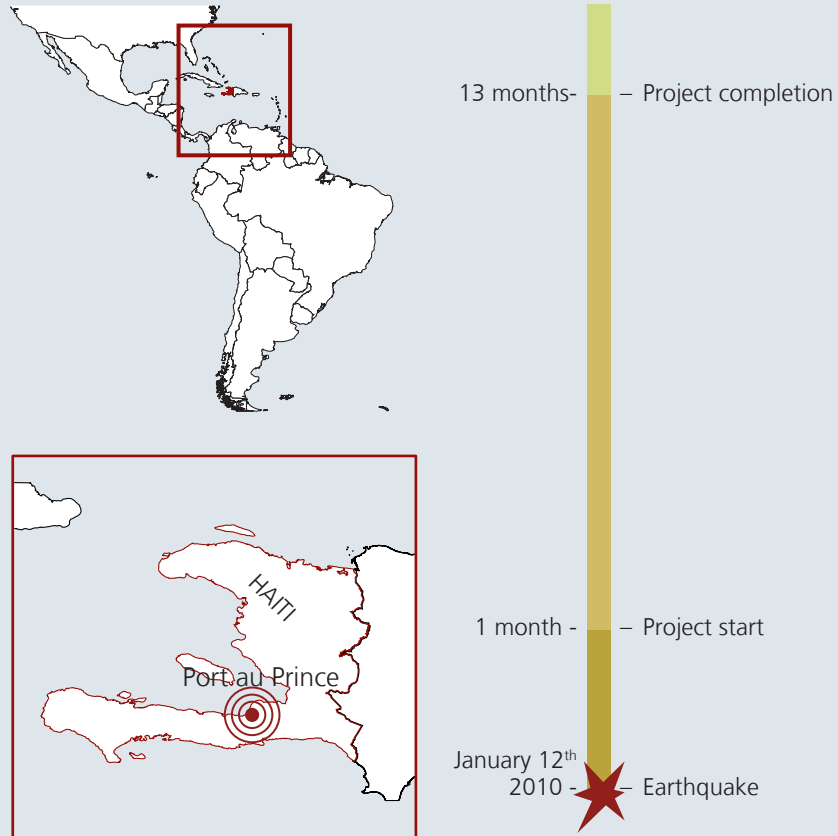 13 months- – Project completion
HAITI
1 month - – Project start
Port au Prince
January 12th
2010 - – Earthquake